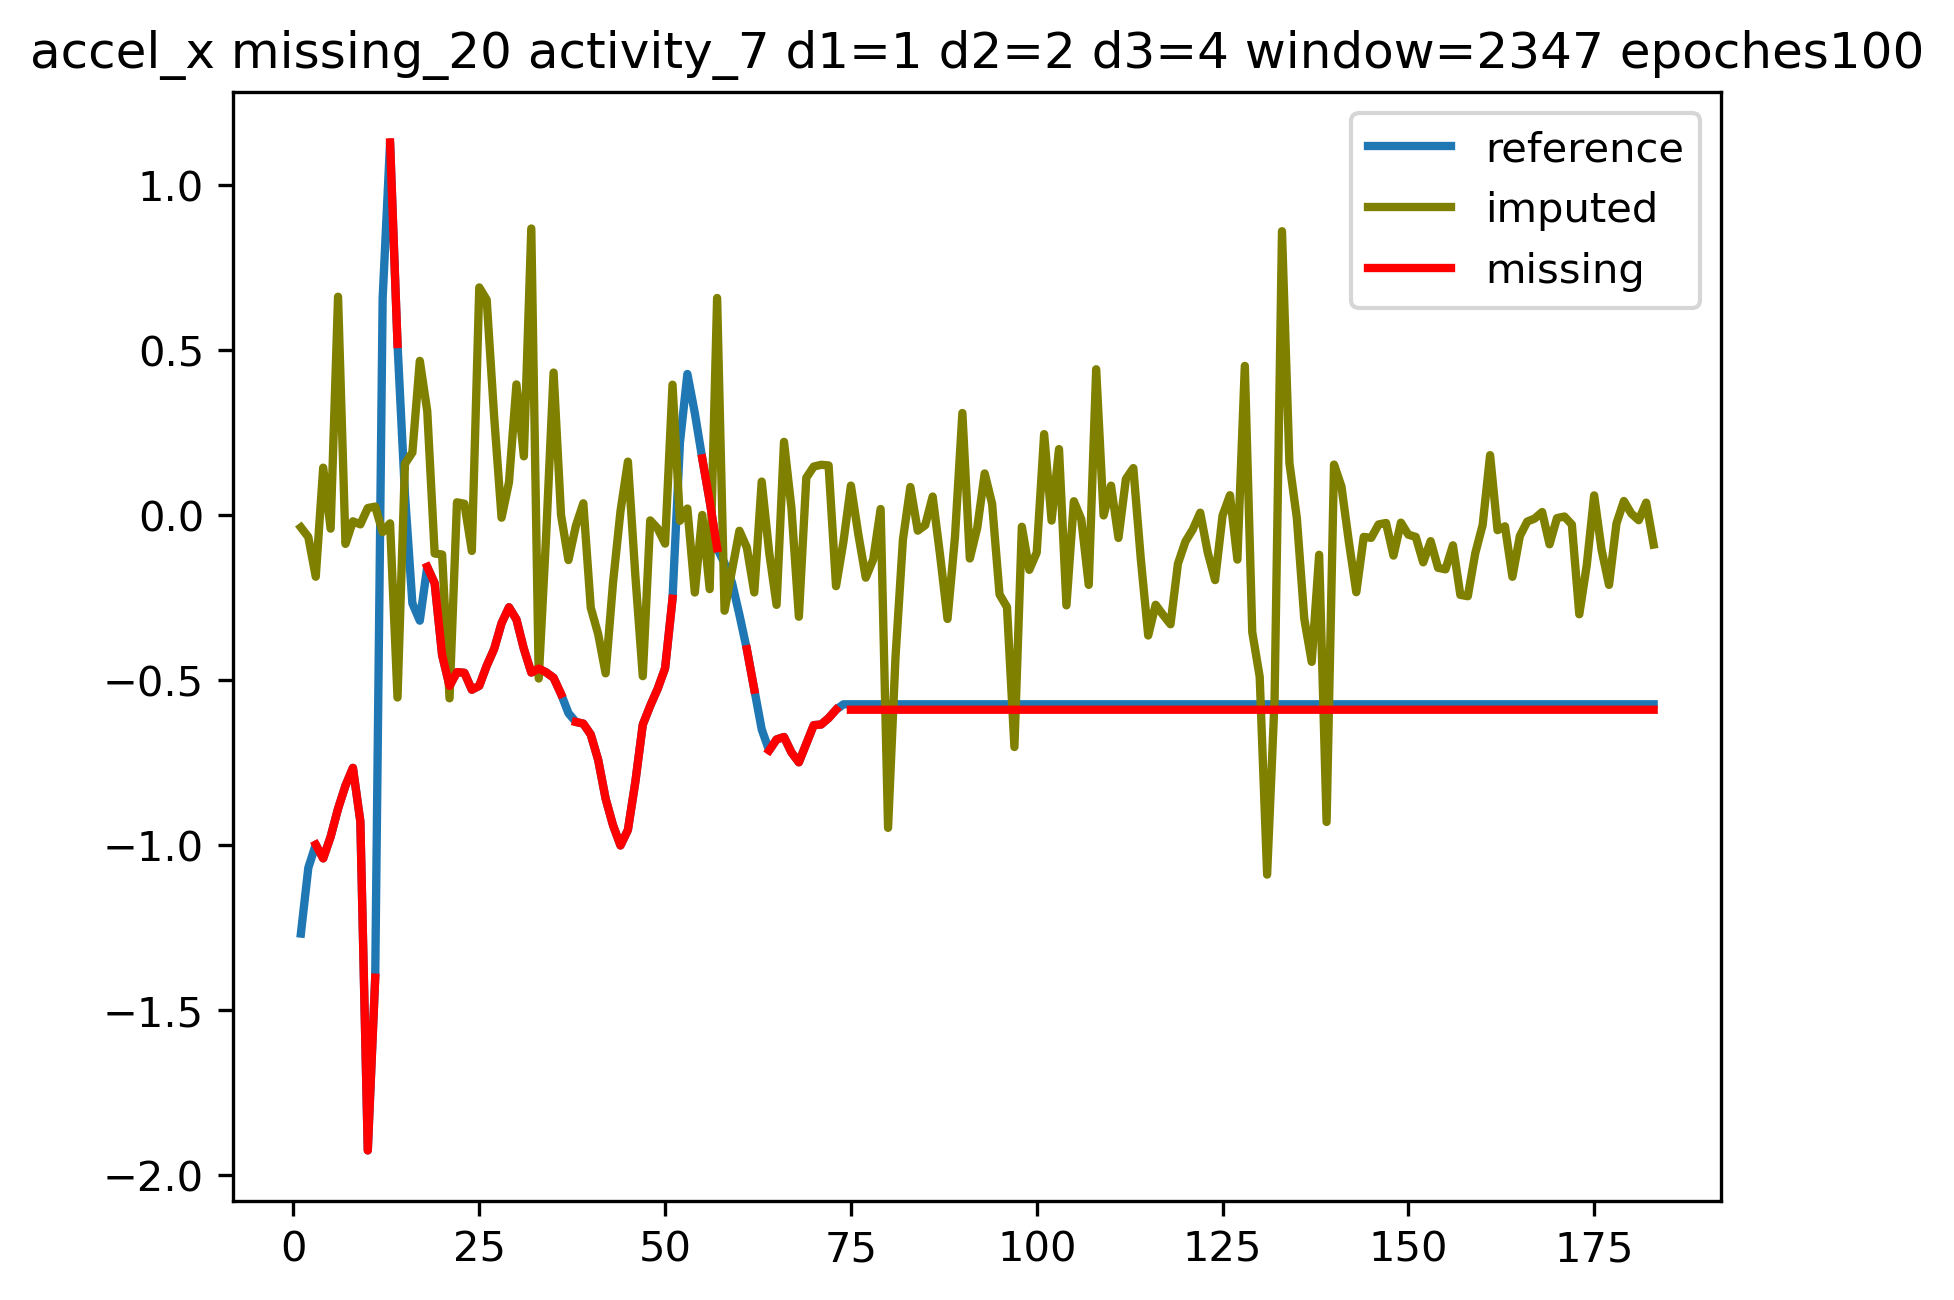 accel_x missing_20 activity_7 d1=1 d2=2 d3=4 window=2347 epoches100
reference
imputed
missing
1.0
0.5
0.0
−0.5
−1.0
−1.5
−2.0
0 25 50 75 100 125 150 175